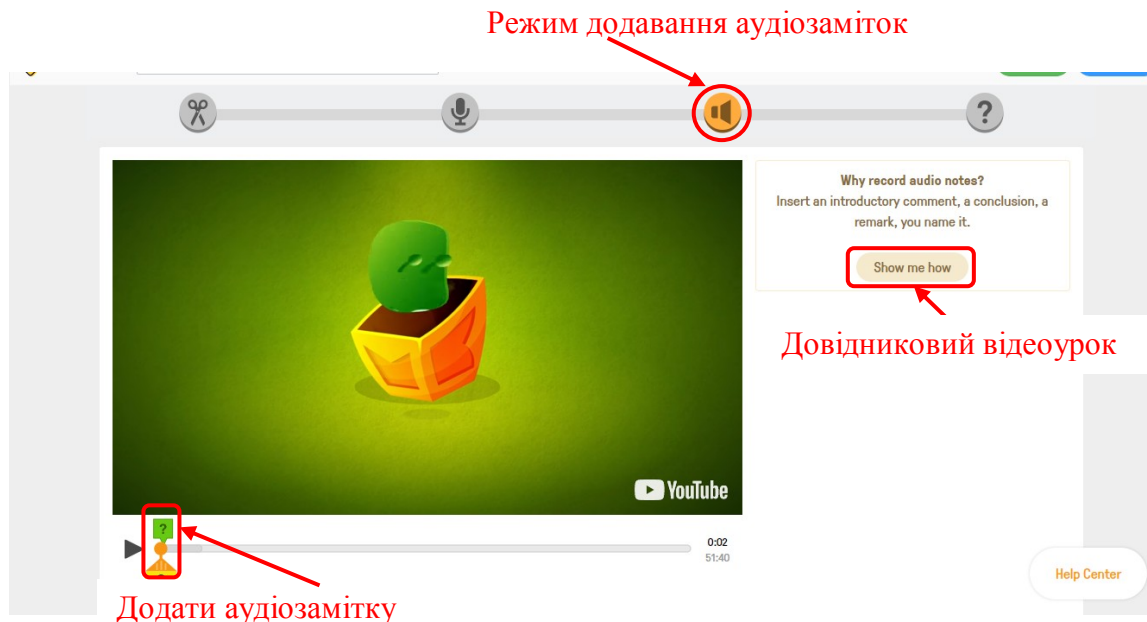 Режим додавання аудіозаміток
?
Why record audio notes?
Insert an introductory comment, a conclusion, a
remark, you name it.
Show me how
Довідниковий відеоурок
YouTube
?
0:02
51:40
Help Center
Додати аудіозамітку